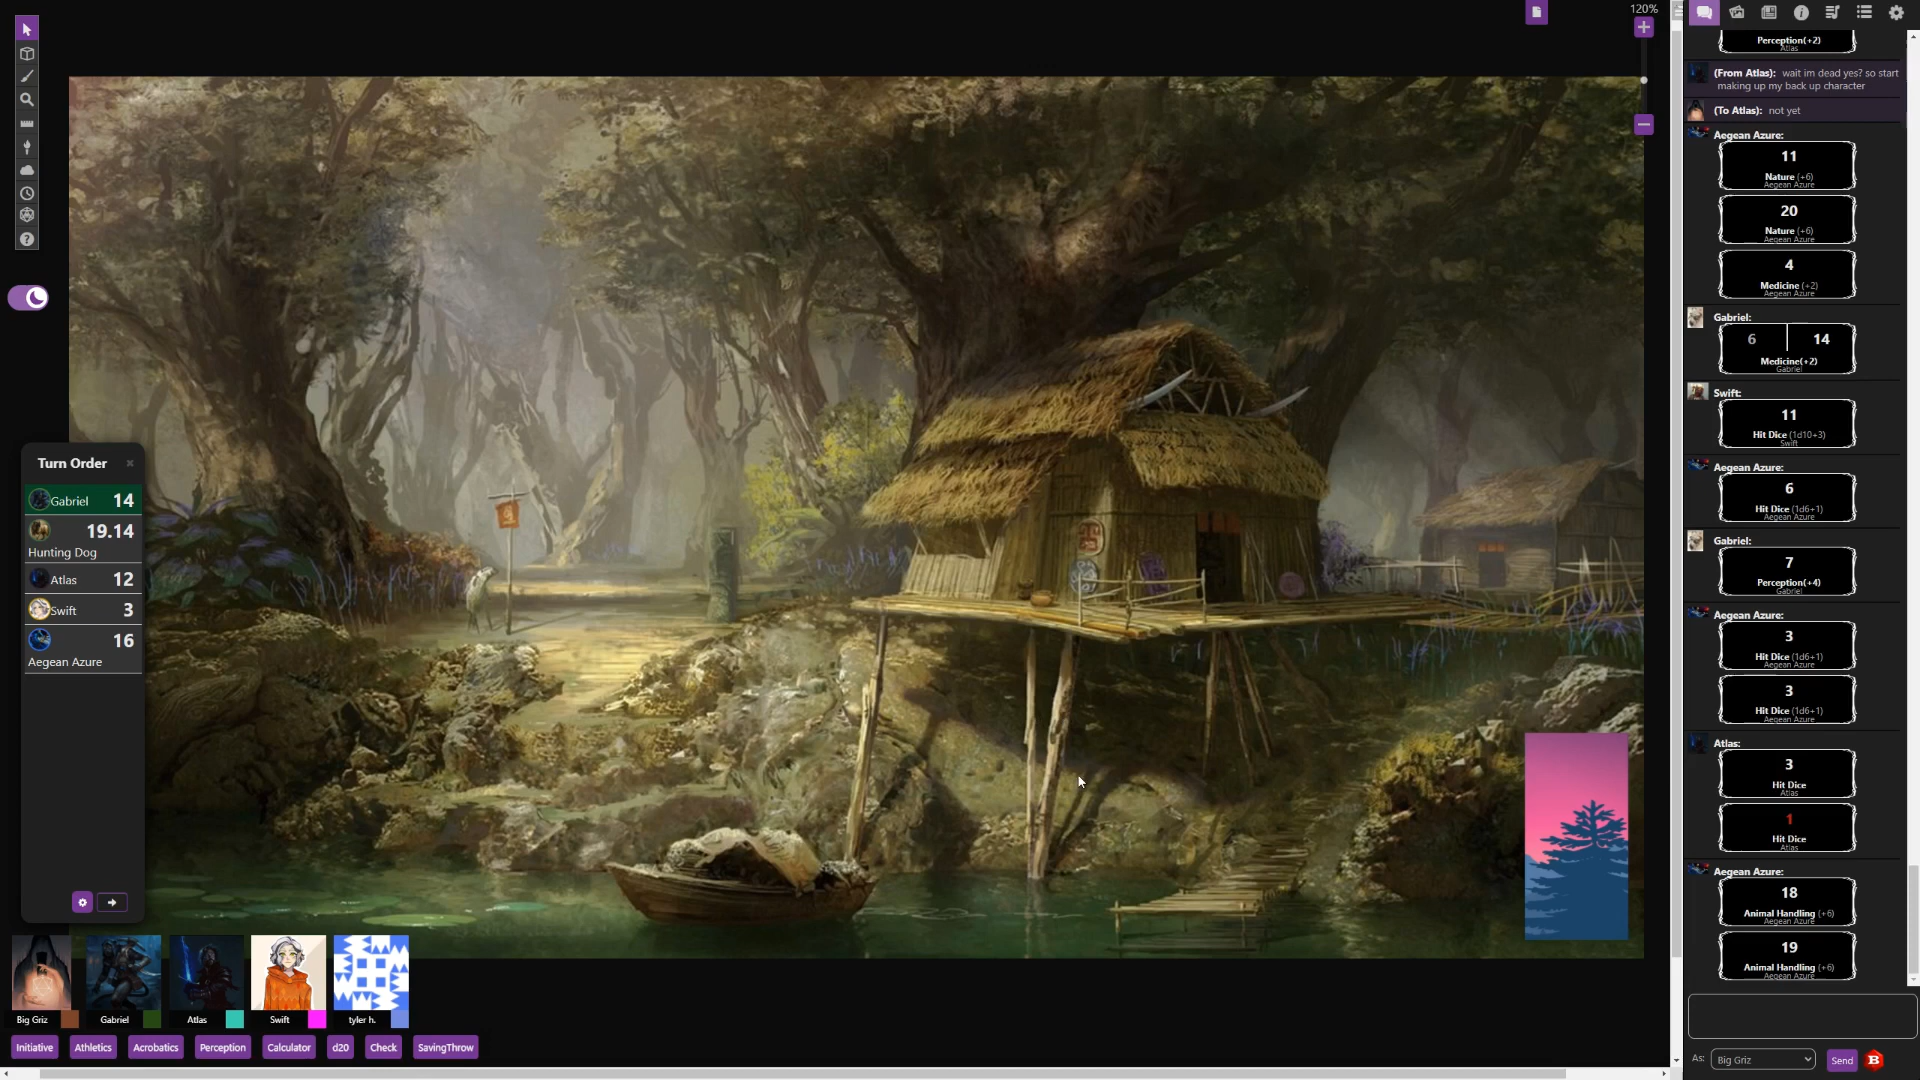 120%
Turn Order
×
Gabriel 14
19.14
Hunting Dog
Atlas 12
Swift 3
16
Aegean Azure
Big Griz
Gabriel
Atlas
Swift
tyler h.
Initiative
Athletics
Acrobatics
Perception
Calculator
d20
Check
SavingThrow
Perception(+2)
Atlas
(From Atlas): wait im dead yes? so start
making up my back up character
(To Atlas): not yet
Aegean Azure:
11
Nature (+6)
Aegean Azure
20
Nature (+6)
Aegean Azure
4
Medicine (+2)
Aegean Azure
Gabriel:
6 14
Medicine(+2)
Gabriel
Swift:
11
Hit Dice (1d10+3)
Swift
Aegean Azure:
6
Hit Dice (1d6+1)
Aegean Azure
Gabriel:
7
Perception(+4)
Gabriel
Aegean Azure:
3
Hit Dice (1d6+1)
Aegean Azure
3
Hit Dice (1d6+1)
Aegean Azure
Atlas:
3
Hit Dice
Atlas
1
Hit Dice
Atlas
Aegean Azure:
18
Animal Handling (+6)
Aegean Azure
19
Animal Handling (+6)
Aegean Azure
As: Big Griz Send B